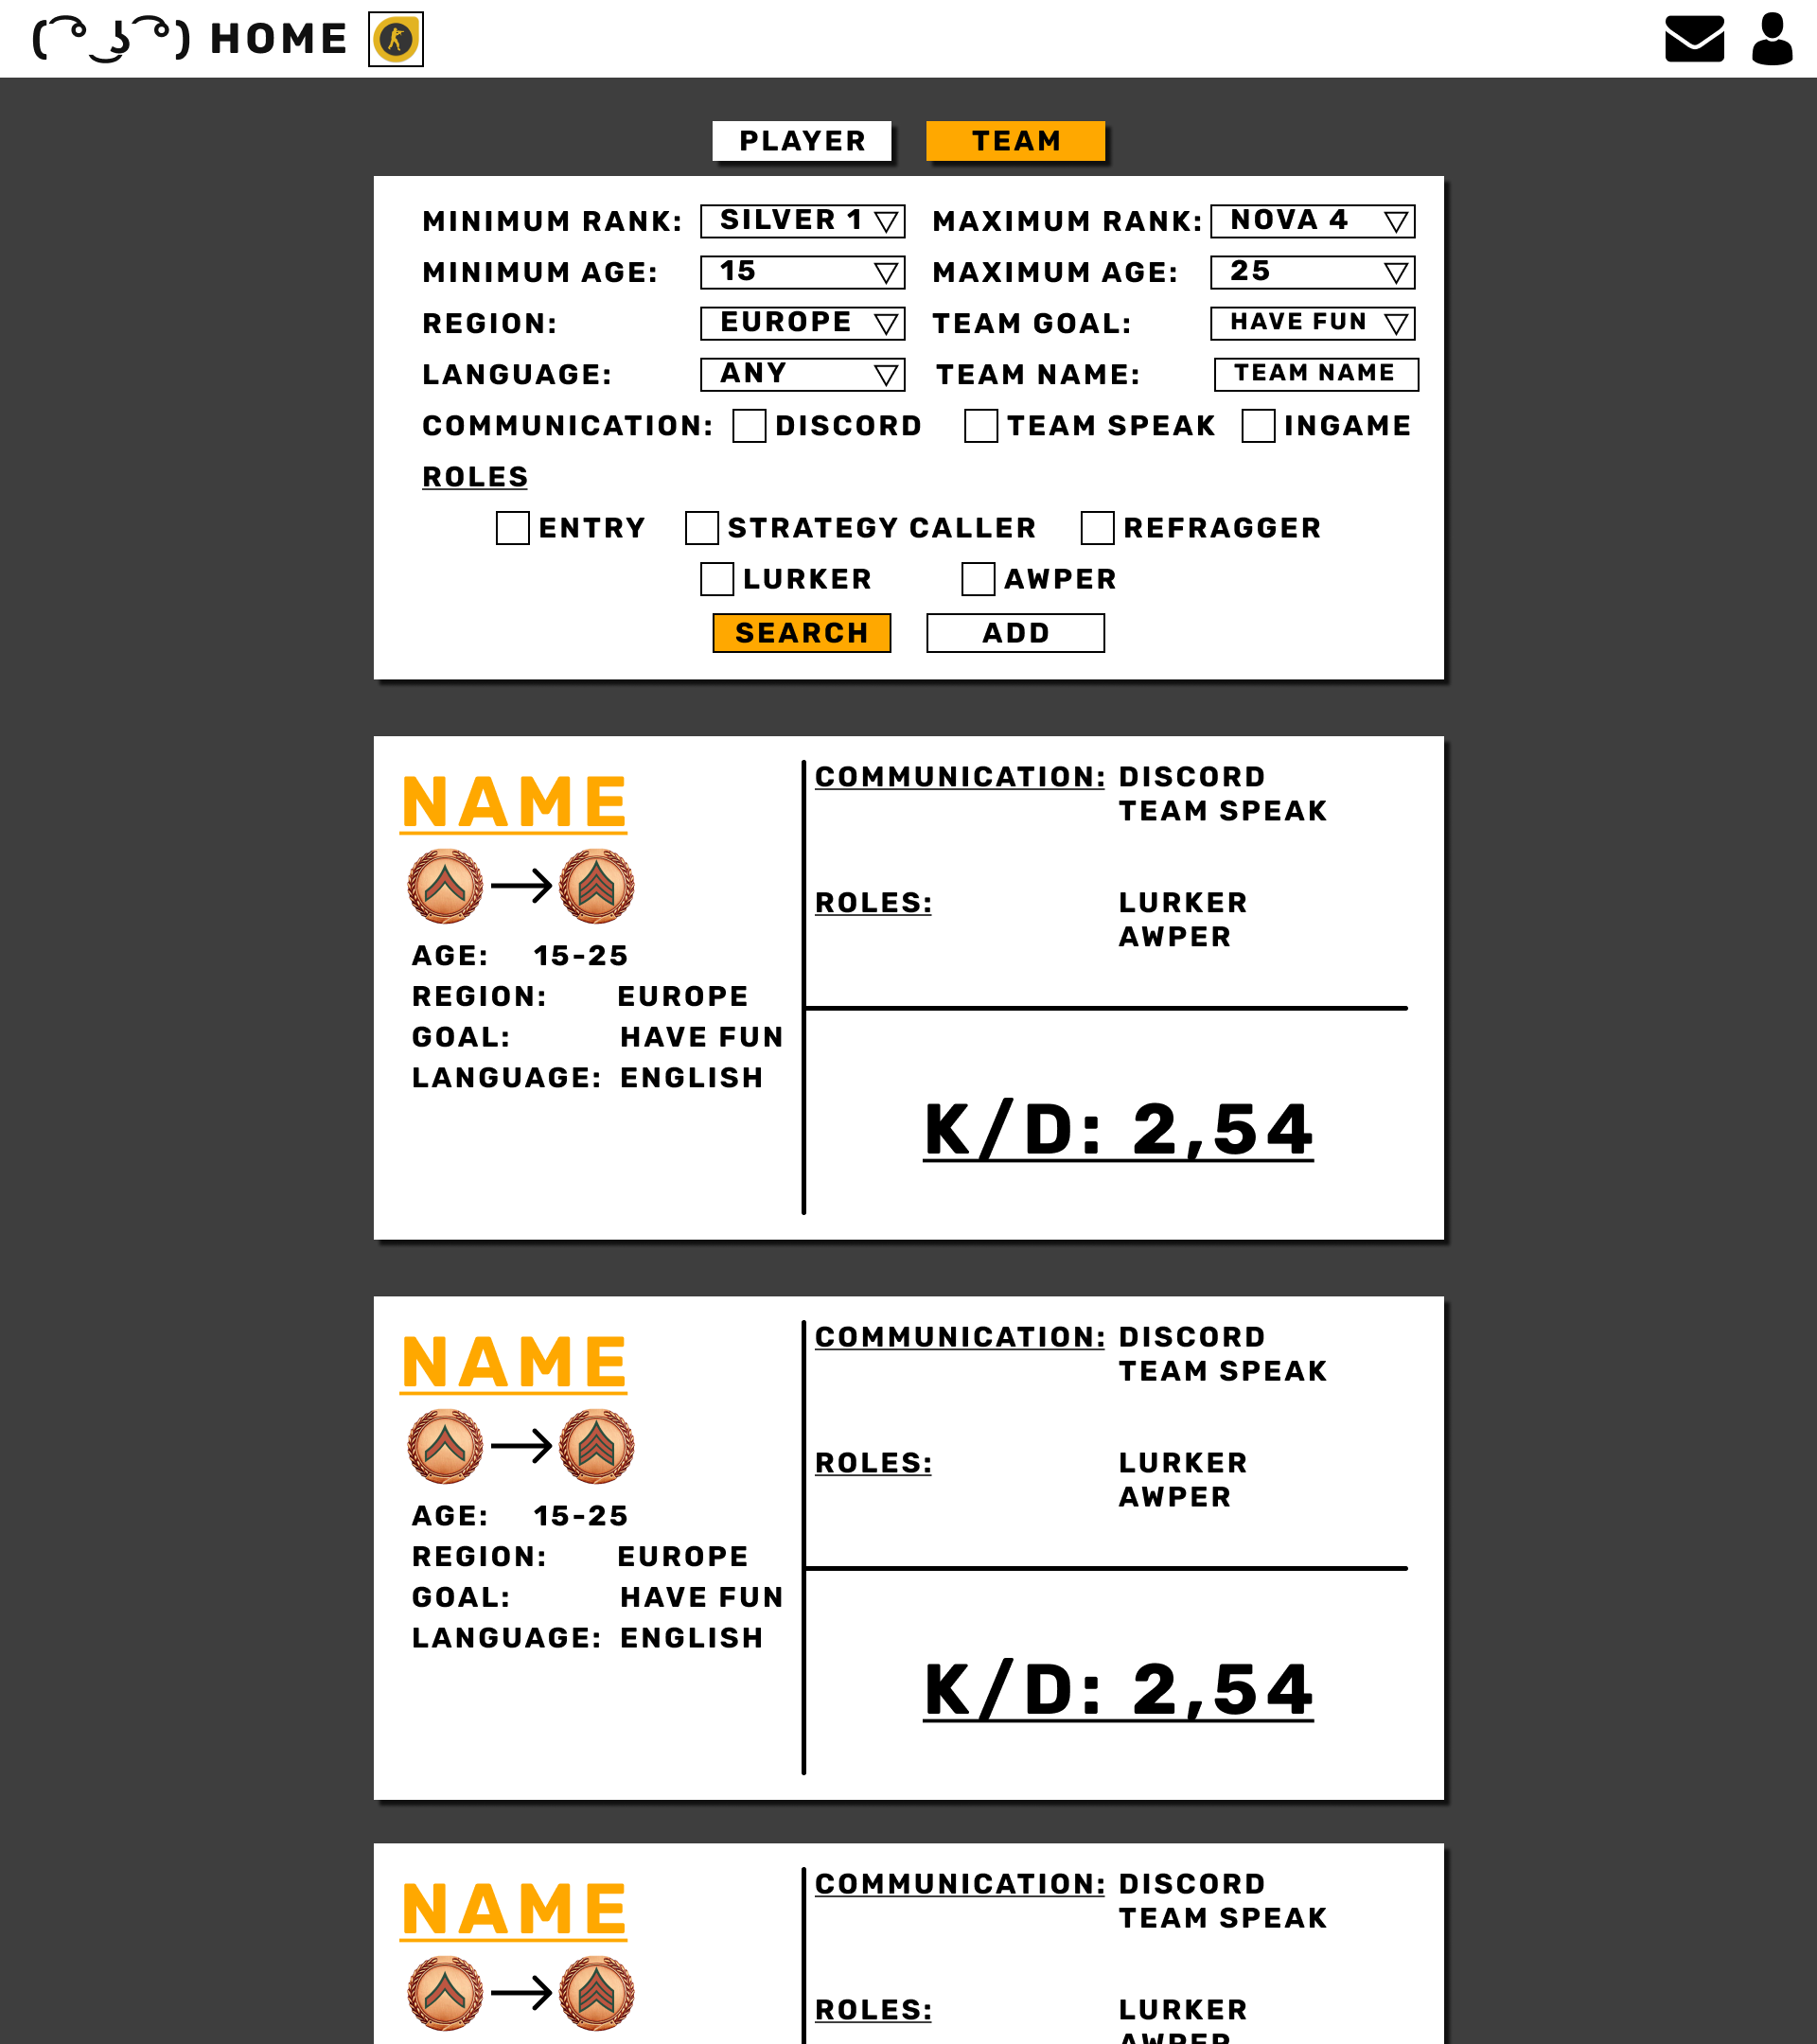 ( ͡° ͜ʖ ͡°) HOME
PLAYER TEAM
MINIMUM RANK: SILVER 1 MAXIMUM RANK: NOVA 4
MINIMUM AGE: 15 MAXIMUM AGE: 25
REGION: EUROPE TEAM GOAL: HAVE FUN
LANGUAGE: ANY TEAM NAME: TEAM NAME
COMMUNICATION: DISCORD TEAM SPEAK INGAME
ROLES
ENTRY STRATEGY CALLER REFRAGGER
LURKER AWPER
SEARCH ADD
NAME
AGE: 15-25
REGION: EUROPE
GOAL: HAVE FUN
LANGUAGE: ENGLISH
COMMUNICATION: DISCORD
TEAM SPEAK
ROLES: LURKER
AWPER
K/D: 2,54
NAME
AGE: 15-25
REGION: EUROPE
GOAL: HAVE FUN
LANGUAGE: ENGLISH
COMMUNICATION: DISCORD
TEAM SPEAK
ROLES: LURKER
AWPER
K/D: 2,54
NAME
COMMUNICATION: DISCORD
TEAM SPEAK
ROLES: LURKER
AWPER